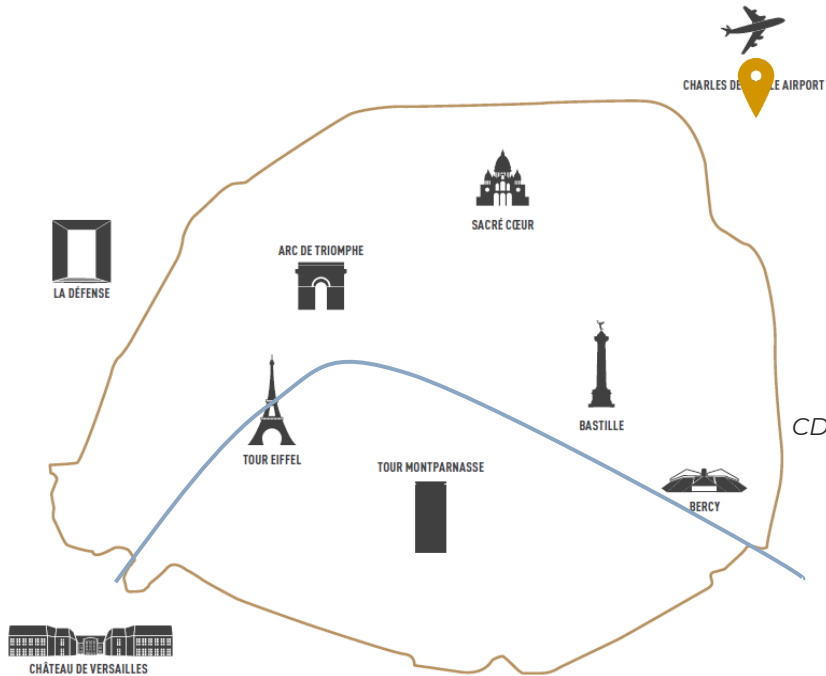 CHARLES DE LE AIRPORT
SACRÉ CŒUR
ARC DE TRIOMPHE
LA DÉFENSE
BASTILLE
CD
TOUR EIFFEL
TOUR MONTPARNASSE
BERCY
CHÂTEAU DE VERSAILLES